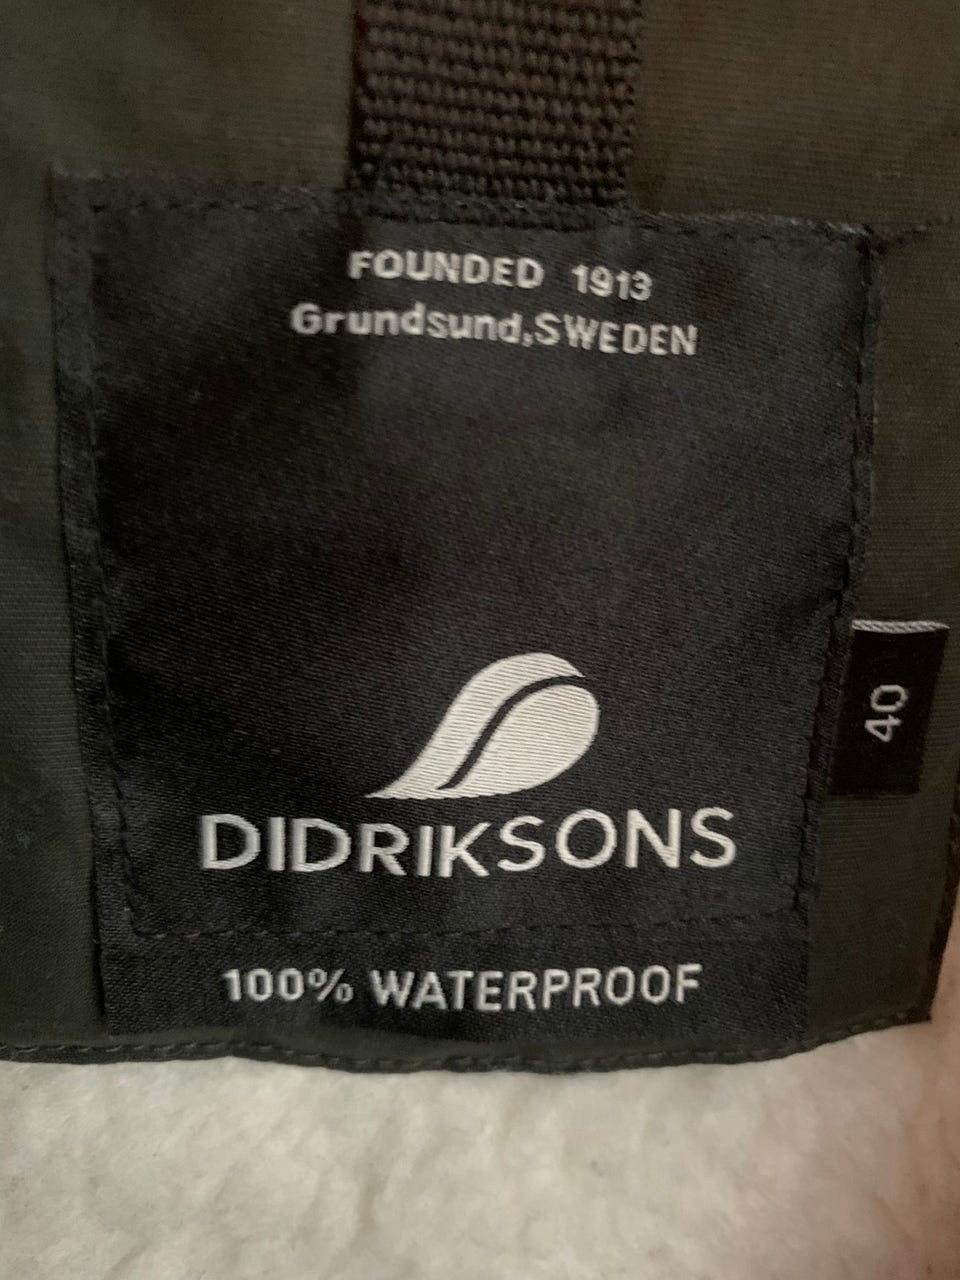 FOUNDED 1913
Grundsund,SWEDEN
40
DIDRIKSONS
100% WATERPROOF